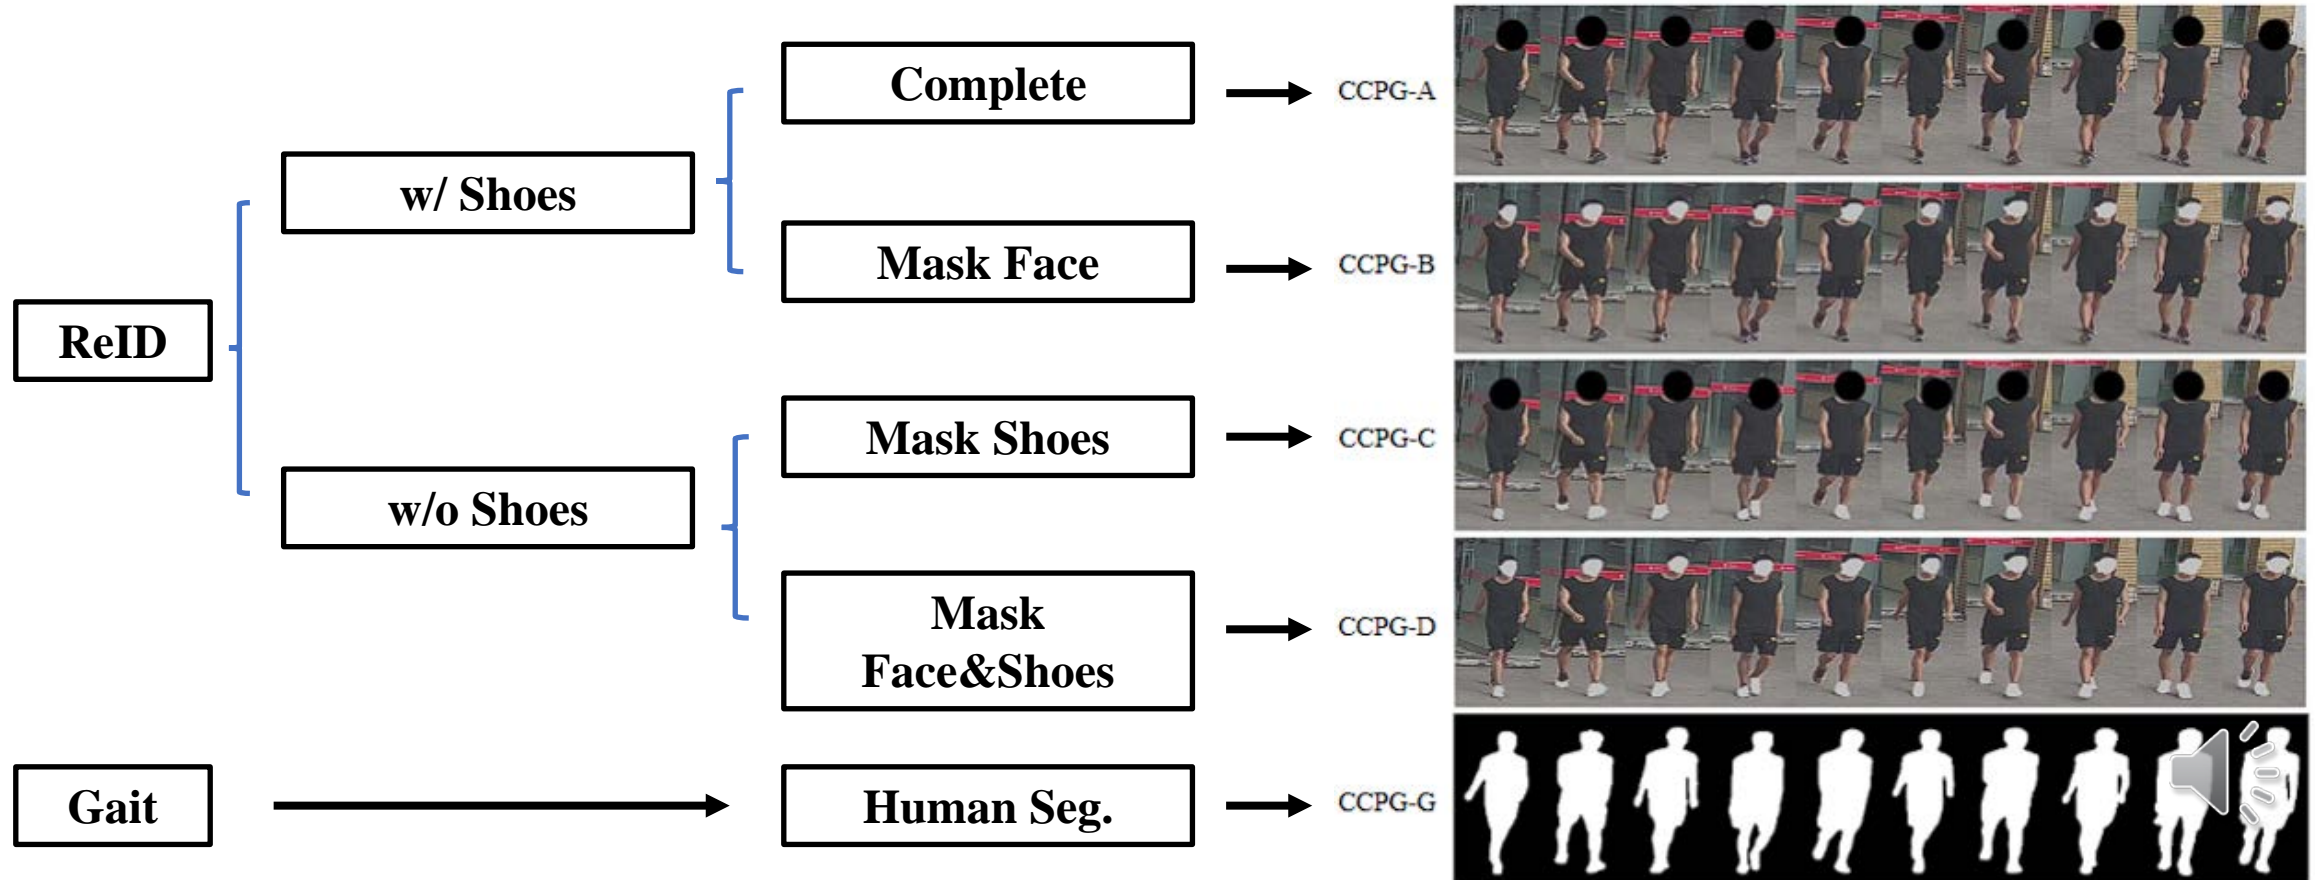 Complete
CCPG-A
w/ Shoes
Mask Face
CCPG-B
ReID
Mask Shoes
CCPG-C
w/o Shoes
Mask
Face&Shoes
CCPG-D
Gait
Human Seg.
CCPG-G